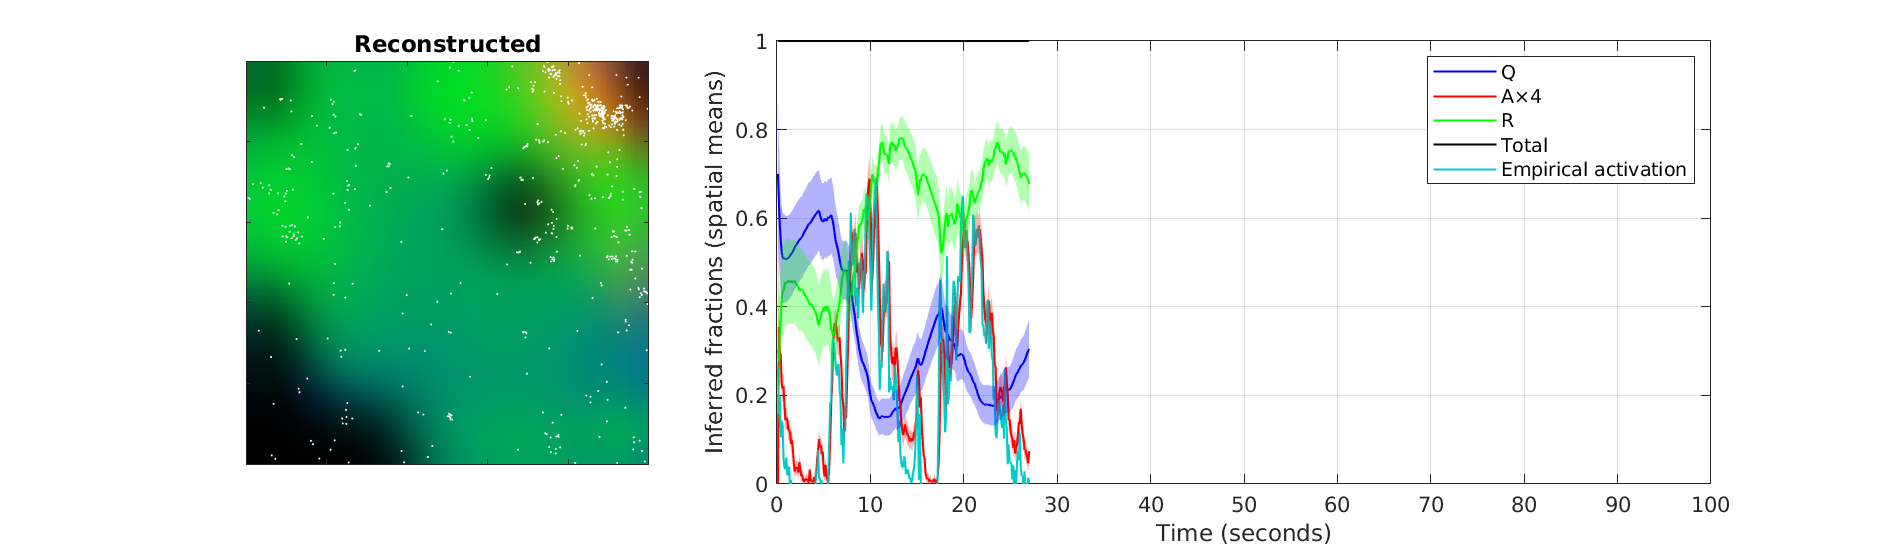 Reconstructed
Inferred fractions (spatial means)
1
0.8
0.6
0.4
0.2
0
0 10 20 30 40 50 60 70 80 90 100
Time (seconds)
Q
A×4
R
Total
Empirical activation